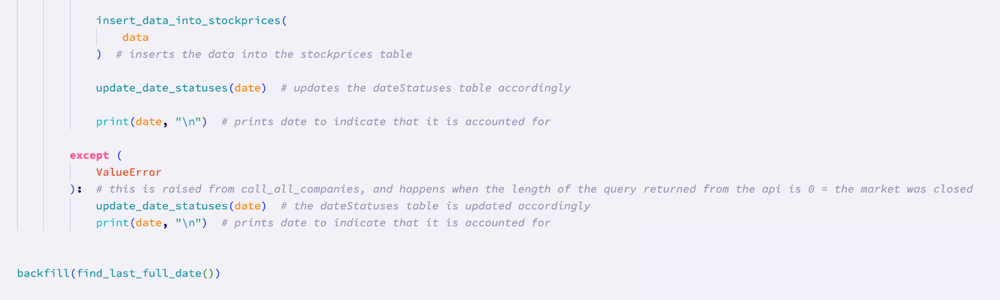 insert_data_into_stockprices(
data
)  # inserts the data into the stockprices table
update_date_statuses(date)  # updates the dateStatuses table accordingly
print(date, "\n")  # prints date to indicate that it is accounted for
except (
ValueError
):  # this is raised from call_all_companies, and happens when the length of the query returned from the api is 0 = the market was closed
update_date_statuses(date)  # the dateStatuses table is updated accordingly
print(date, "\n")  # prints date to indicate that it is accounted for
backfill(find_last_full_date())